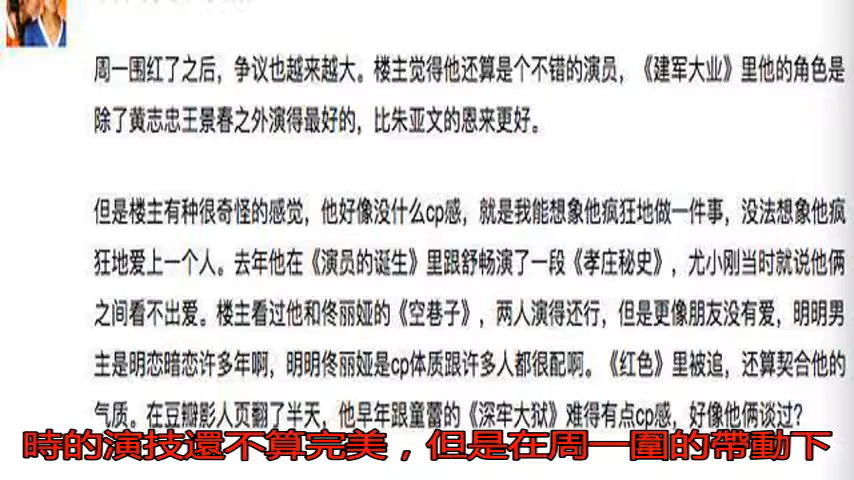 周一围红了之后，争议也越来越大。楼主觉得他还算是个不错的演员，《建军大业》里他的角色是
除了黄志忠王景春之外演得最好的，比朱亚文的恩来更好。
但是楼主有种很奇怪的感觉，他好像没什么cp感，就是我能想象他疯狂地做一件事，没法想象他疯
狂地爱上一个人。去年他在《演员的诞生》里跟舒畅演了一段《孝庄秘史》，尤小刚当时就说他俩
之间看不出爱。楼主看过他和佟丽娅的《空巷子》，两人演得还行，但是更像朋友没有爱，明明男
主是明恋暗恋许多年啊，明明佟丽娅是cp体质跟许多人都很配啊。《红色》里被追，还算契合他的
气质。在豆瓣影人页翻了半天，他早年跟童蕾的《深牢大狱》难得有点cp感，好像他俩谈过？
時的演技還不算完美，但是在周一圍的帶動下